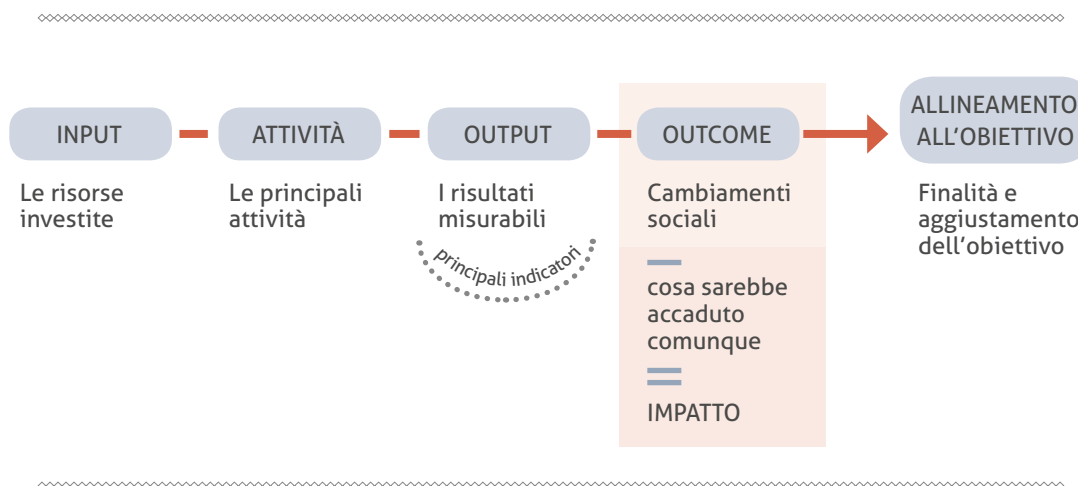 INPUT
Le risorse
investite
ATTIVITÀ
Le principali
attività
OUTPUT
I risultati
misurabili
principali indicatori
OUTCOME
Cambiamenti
sociali
cosa sarebbe
accaduto
comunque
IMPATTO
ALLINEAMENTO
ALL'OBIETTIVO
Finalità e
aggiustamento
dell'obiettivo